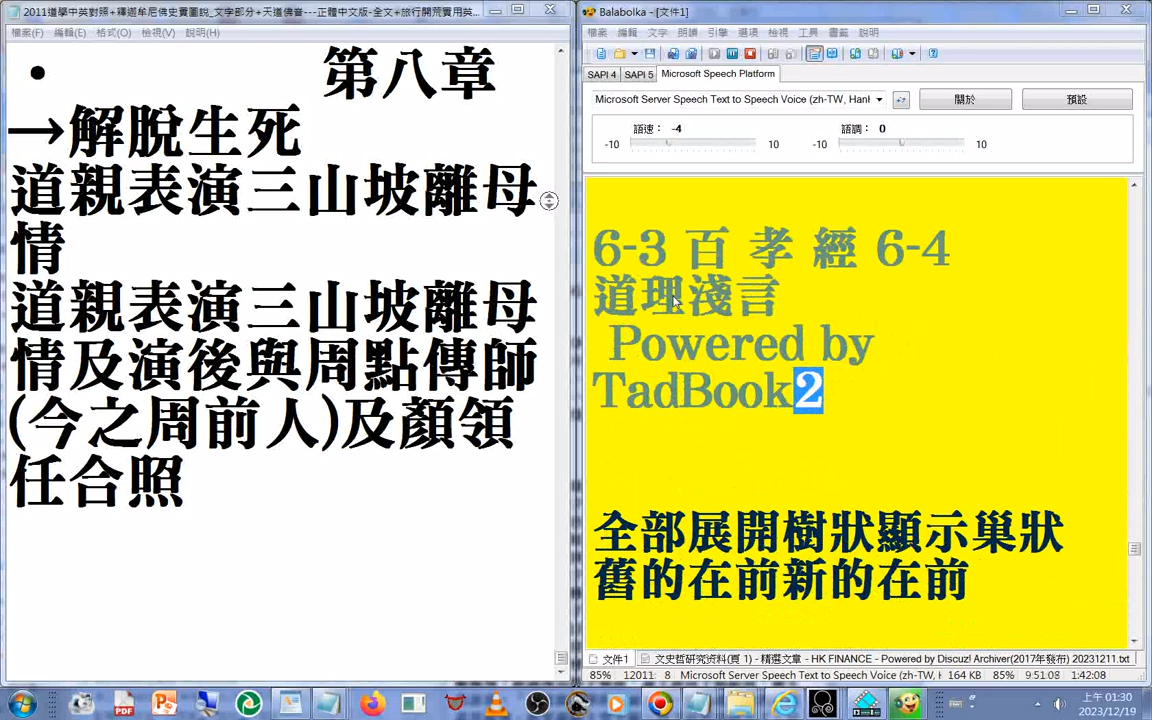 2011道學中英對照+釋迦牟尼佛史實圖說_文字部分+天道佛音---正體中文版-全文+旅行開荒實用英...
檔案(F) 編輯(E) 格式(O) 檢視(V) 說明(H)
• 第八章
→解脫生死
道親表演三山坡離母
情
道親表演三山坡離母
情及演後與周點傳師
(今之周前人)及顏領
任合照
Balabolka - [文件1]
檔案 編輯 文字 朗讀 引擎 選項 檢視 工具 書籤 說明
SAPI 4 SAPI 5 Microsoft Speech Platform
Microsoft Server Speech Text to Speech Voice (zh-TW, Hanl
關於 預設
語速： -4 語調： 0
-10 10 -10 10
6-3 百 孝 經 6-4
道理淺言
Powered by
TadBook2
全部展開樹狀顯示巢狀
舊的在前新的在前
文件1 文史哲研究资料(頁 1) - 精選文章 - HK FINANCE - Powered by Discuz! Archiver(2017年發布) 20231211.txt
85% 12011: 8 Microsoft Server Speech Text to Speech Voice (zh-TW, H 164 KB 85% 9:51:08 1:42:08
上午 01:30
2023/12/19